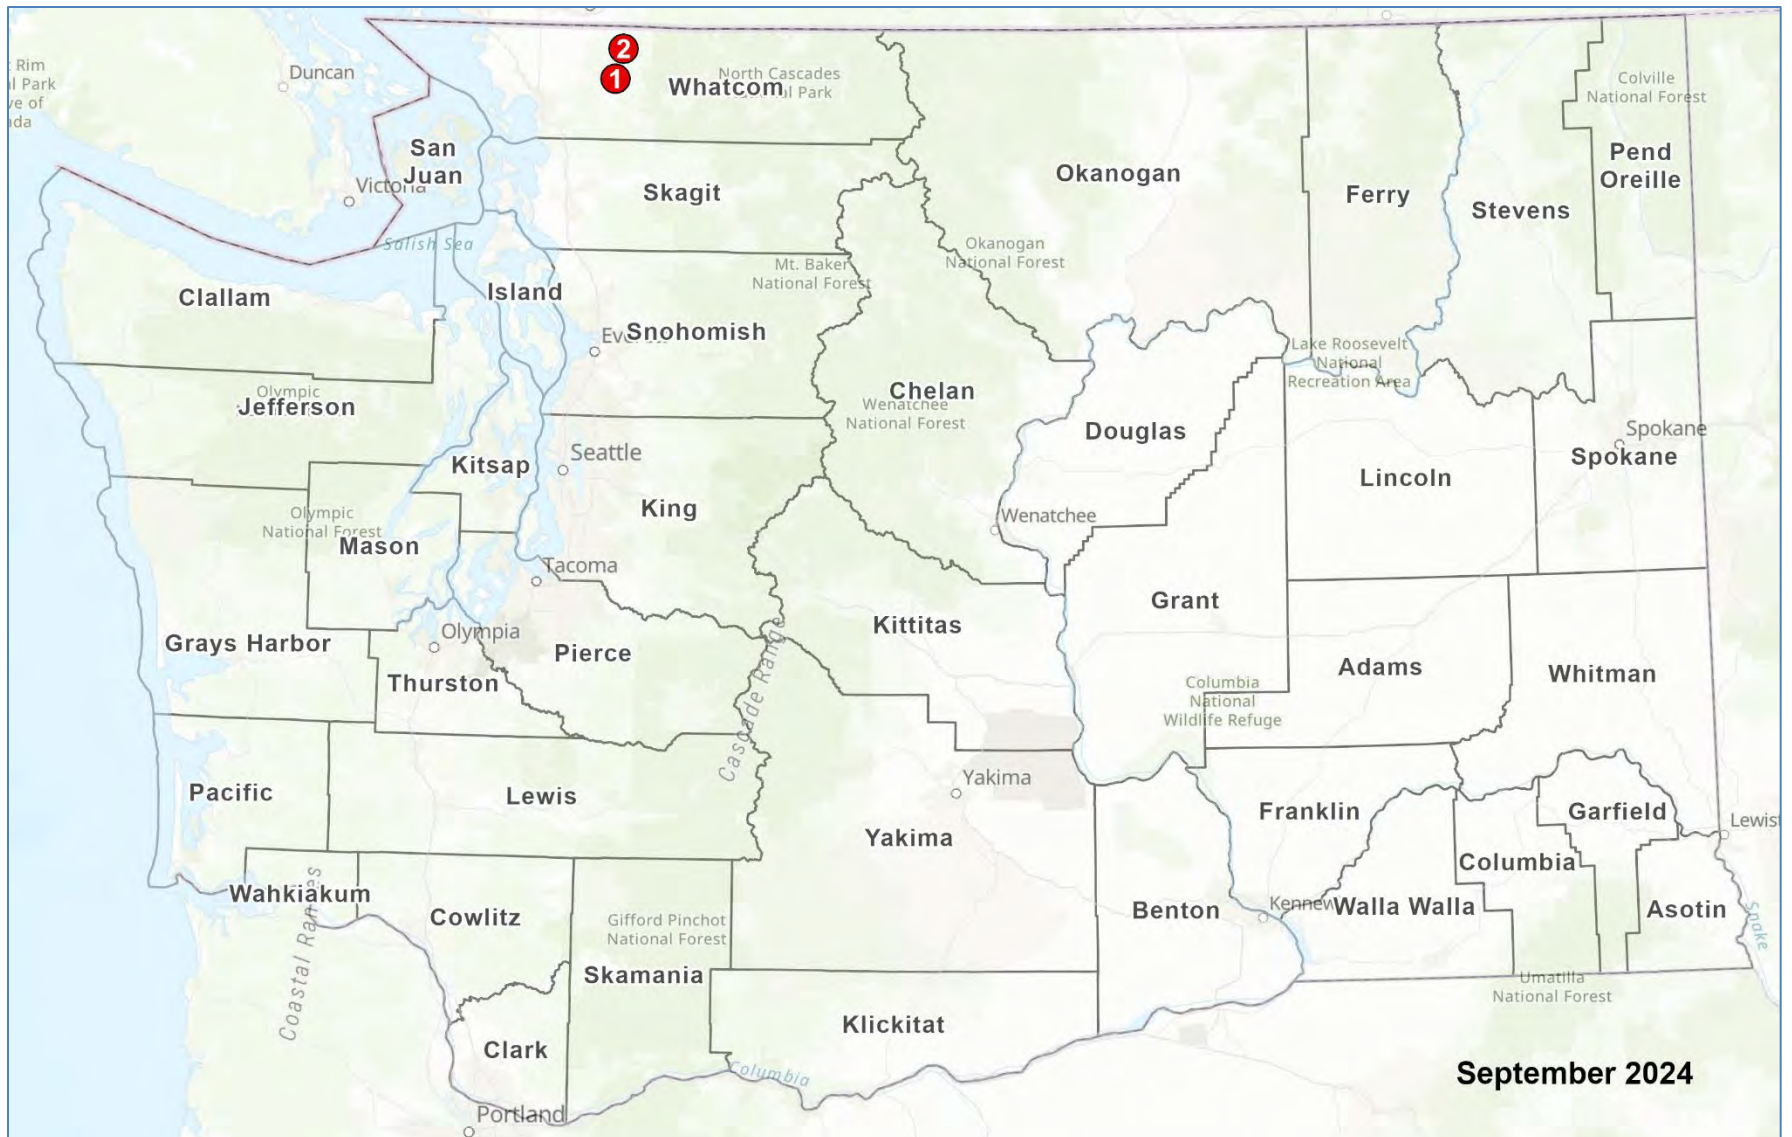 t Rim
al Park
ve of
ada
Duncan
2
1
North Cascades
National Park
Whatcom
Colville
National Forest
San
Juan
Victoria
Skagit
Okanogan
Ferry
Stevens
Pend
Oreille
Salish Sea
Okanogan
National Forest
Mt. Baker
National Forest
Clallam
Island
Snohomish
Lake Roosevelt
National
Recreation Area
Olympic
Jefferson
Chelan
Wenatchee
National Forest
Douglas
Spokane
Spokane
Kitsap
Seattle
Lincoln
King
Wenatchee
Olympic
National Forest
Mason
Tacoma
Grant
Kittitas
Olympia
Grays Harbor
Pierce
Thurston
Cascade Range
Adams
Whitman
Columbia
National
Wildlife Refuge
Pacific
Lewis
Yakima
Yakima
Franklin
Garfield
Lewist
Columbia
Wahkiakum
Cowlitz
Gifford Pinchot
National Forest
Benton
Kennew
Walla Walla
Asotin
Snake
Coastal Ranges
Skamania
Umatilla
National Forest
Klickitat
Clark
Columbia
September 2024
Portland